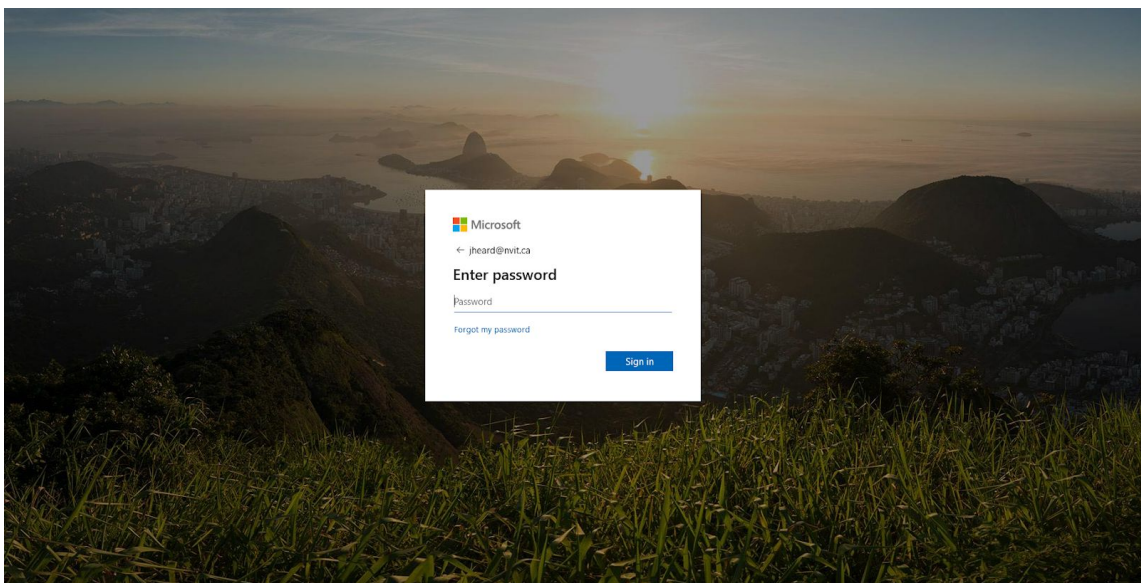 Microsoft
← jheard@nvit.ca
Enter password
Password
Forgot my password
Sign in